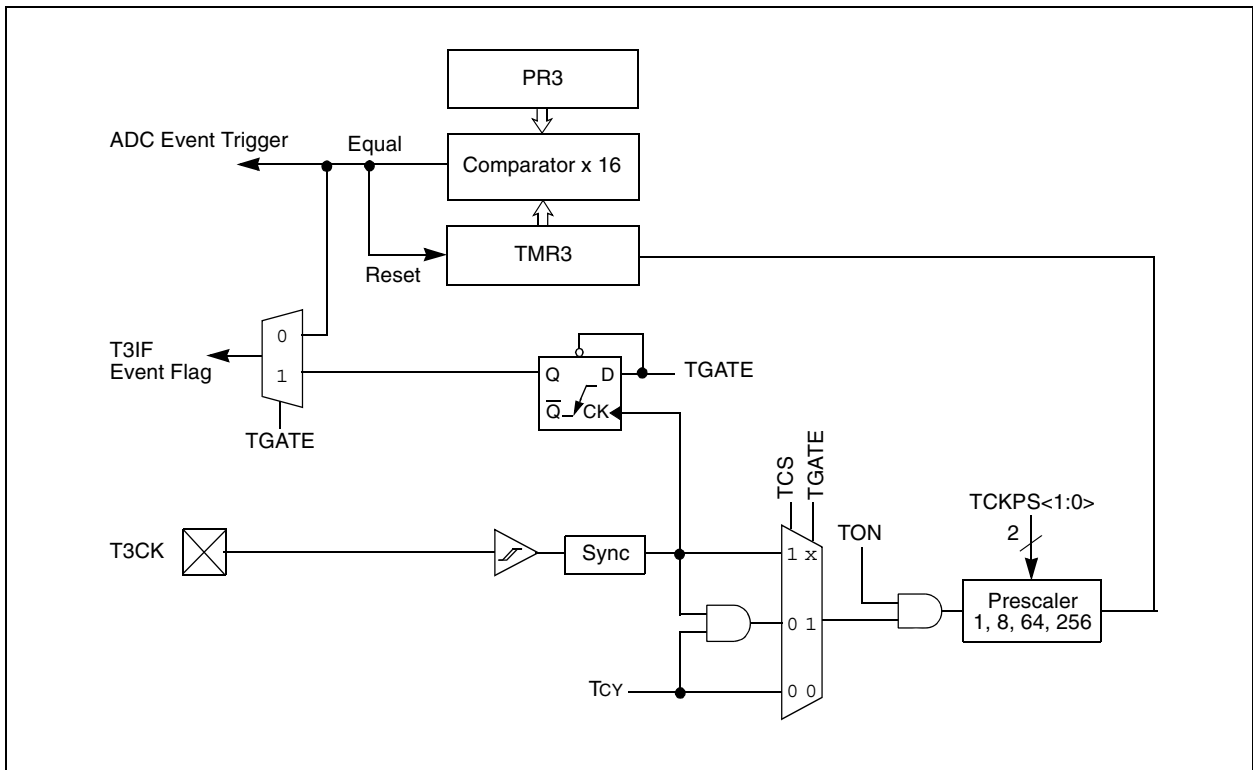 PR3
ADC Event Trigger
Equal
Comparator x 16
TMR3
Reset
0
T3IF
Event Flag
1
Q
D
TGATE
Q
CK
TGATE
TCS
TGATE
TCKPS<1:0>
2
TON
T3CK
Sync
1 x
Prescaler
1, 8, 64, 256
0 1
TCY
0 0